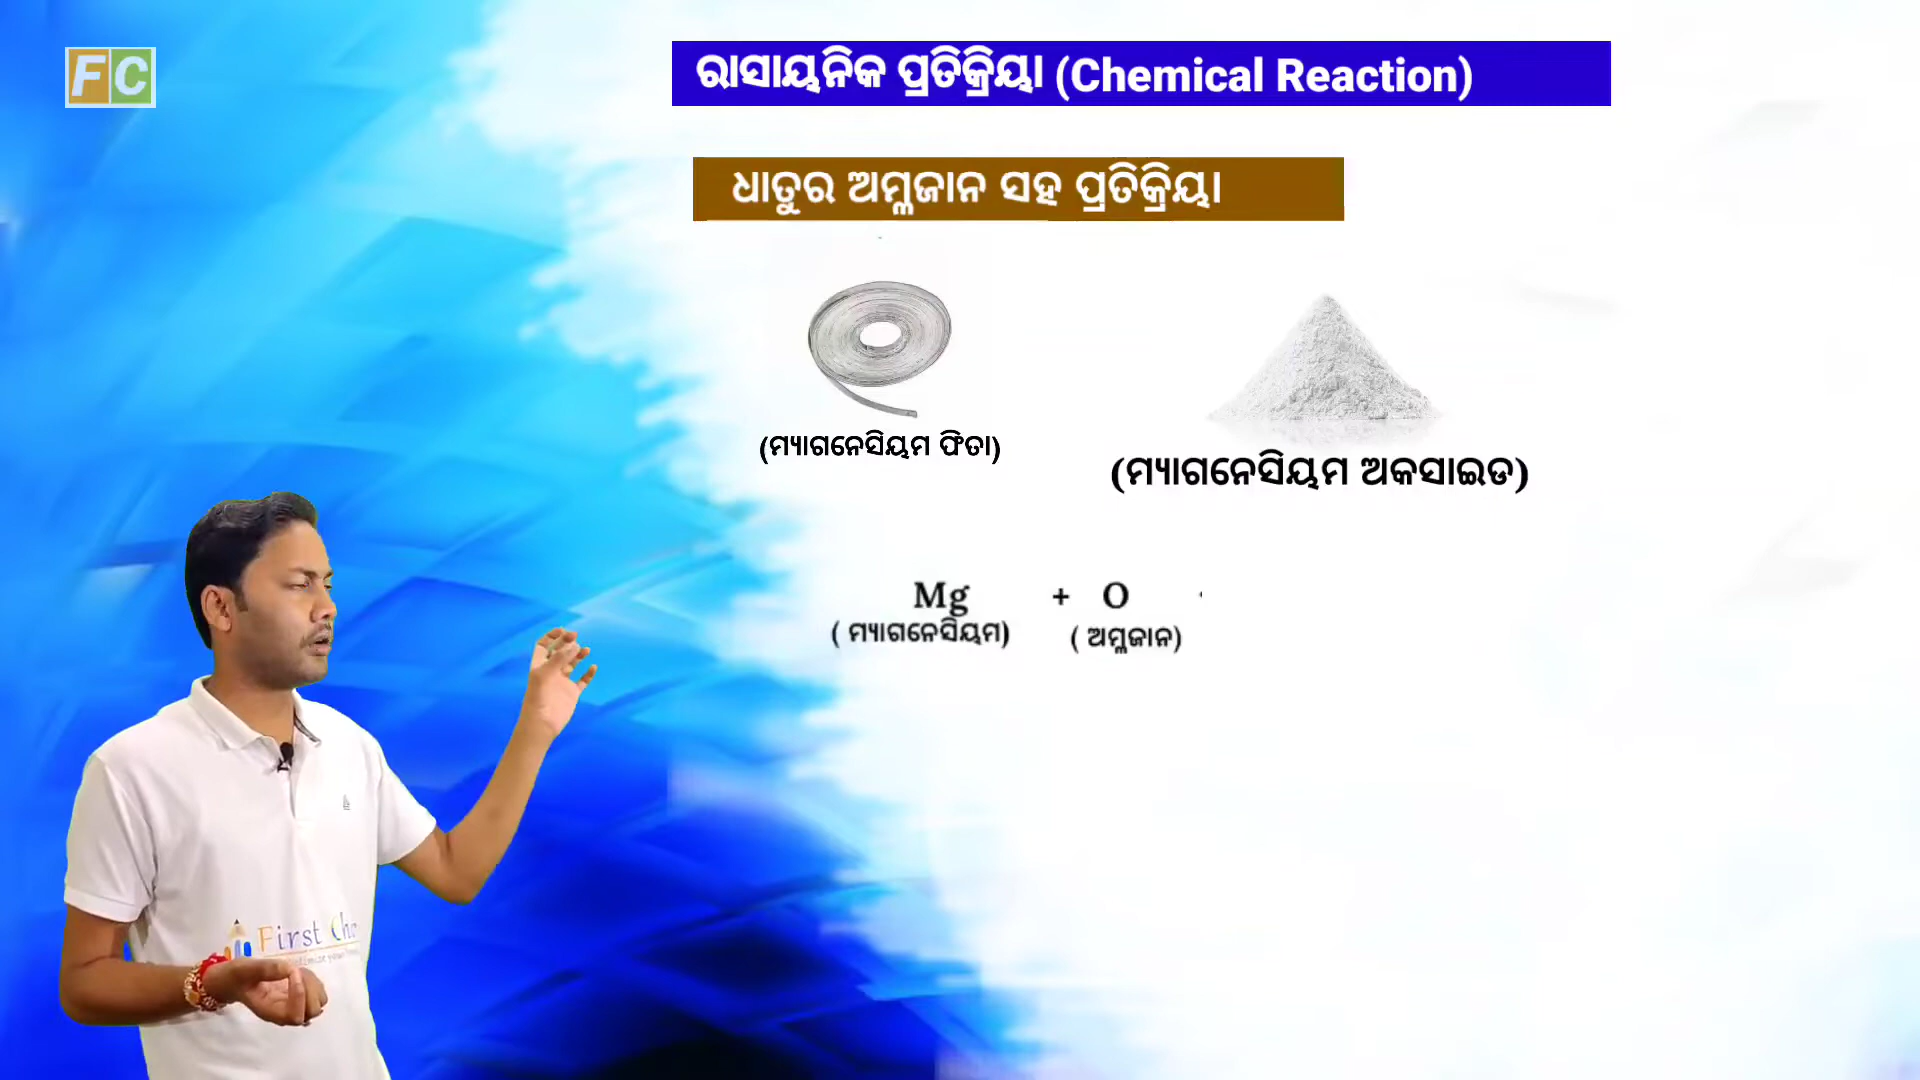 FC
ରାସାୟନିକ ପ୍ରତିକ୍ରିୟା (Chemical Reaction)
ଧାତୁର ଅମ୍ଳଜାନ ସହ ପ୍ରତିକ୍ରିୟା
(ମ୍ୟାଗନେସିୟମ ଫିତା)
(ମ୍ୟାଗନେସିୟମ ଅକସାଇଡ)
Mg + O
( ମ୍ୟାଗନେସିୟମ) ( ଅମ୍ଳଜାନ)
First